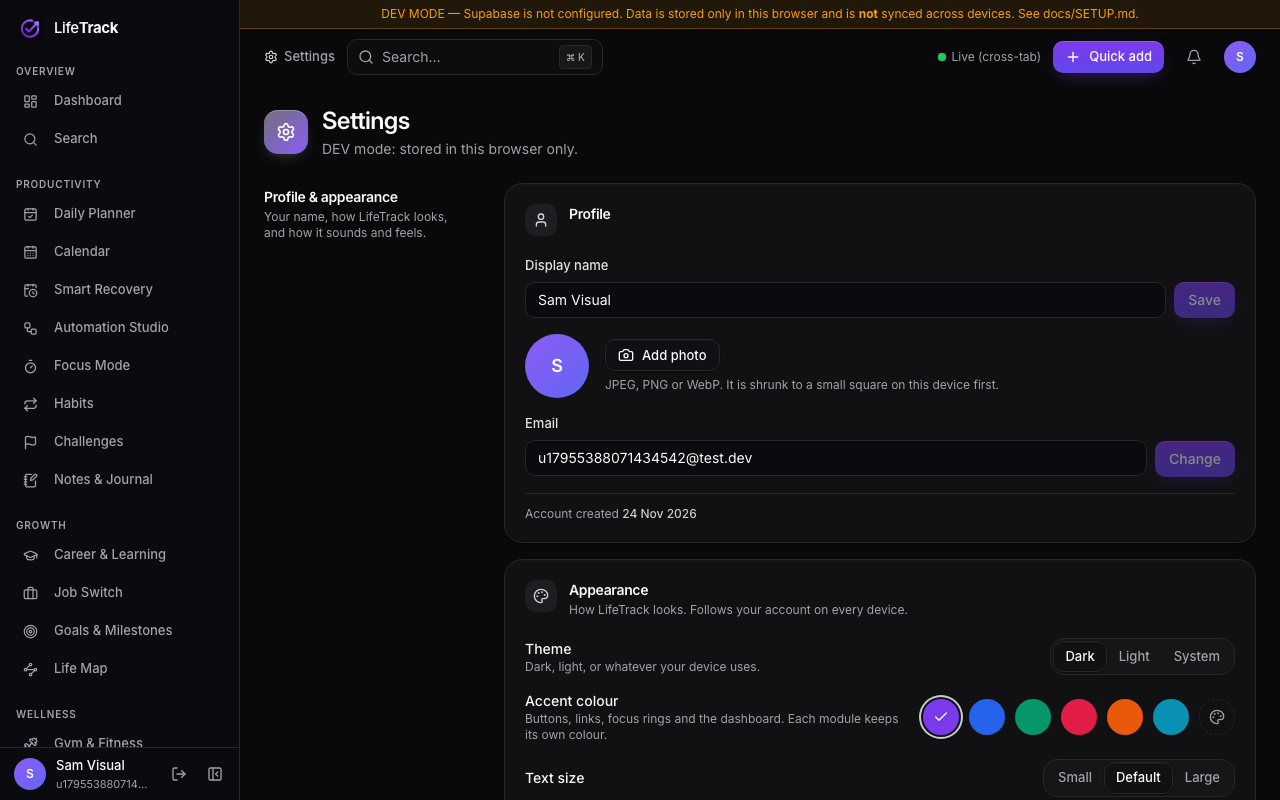 LifeTrack
OVERVIEW
Dashboard
Search
PRODUCTIVITY
Daily Planner
Calendar
Smart Recovery
Automation Studio
Focus Mode
Habits
Challenges
Notes & Journal
GROWTH
Career & Learning
Job Switch
Goals & Milestones
Life Map
WELLNESS
Gym & Fitness
S
Sam Visual
u179553880714...
DEV MODE — Supabase is not configured. Data is stored only in this browser and is not synced across devices. See docs/SETUP.md.
Settings
Search...
⌘ K
Live (cross-tab)
Quick add
S
Settings
DEV mode: stored in this browser only.
Profile & appearance
Your name, how LifeTrack looks,
and how it sounds and feels.
Profile
Display name
Sam Visual
Save
S
Add photo
JPEG, PNG or WebP. It is shrunk to a small square on this device first.
Email
u17955388071434542@test.dev
Change
Account created 24 Nov 2026
Appearance
How LifeTrack looks. Follows your account on every device.
Theme
Dark, light, or whatever your device uses.
Dark
Light
System
Accent colour
Buttons, links, focus rings and the dashboard. Each module keeps
its own colour.
Text size
Small
Default
Large